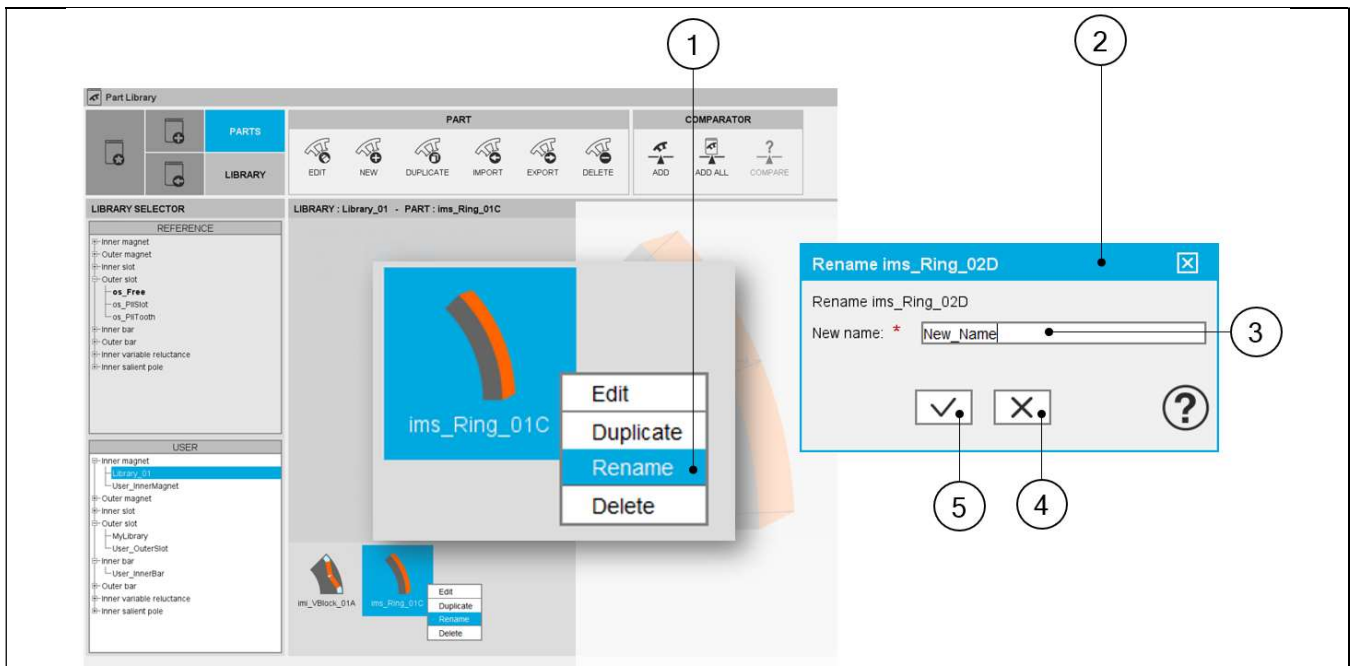 1
2
Part Library
PARTS
LIBRARY
PART
EDIT NEW DUPLICATE IMPORT EXPORT DELETE
COMPARATOR
ADD ADD ALL COMPARE
LIBRARY SELECTOR
LIBRARY : Library_01 - PART : ims_Ring_01C
REFERENCE
Inner magnet
Outer magnet
Inner slot
Outer slot
os_Free
os_PllSlot
os_PllTooth
Inner bar
Outer bar
Inner variable reluctance
Inner salient pole
USER
Inner magnet
Library_01
User_InnerMagnet
Outer magnet
Inner slot
Outer slot
MyLibrary
User_OuterSlot
Inner bar
User_InnerBar
Outer bar
Inner variable reluctance
Inner salient pole
ims_Ring_01C
Edit
Duplicate
Rename
Delete
imi_VBlock_01A
ims_Ring_01C
Edit
Duplicate
Rename
Delete
Rename ims_Ring_02D
Rename ims_Ring_02D
New name: * New_Name
3
?
5
4